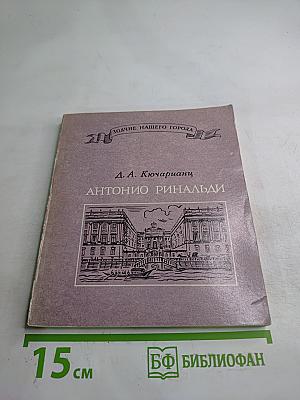 ЗОДЧИЕ НАШЕГО ГОРОДА
Д. А. Кючарианц
АНТОНИО РИНАЛЬДИ
15 см
БФ БИБЛИОФАН